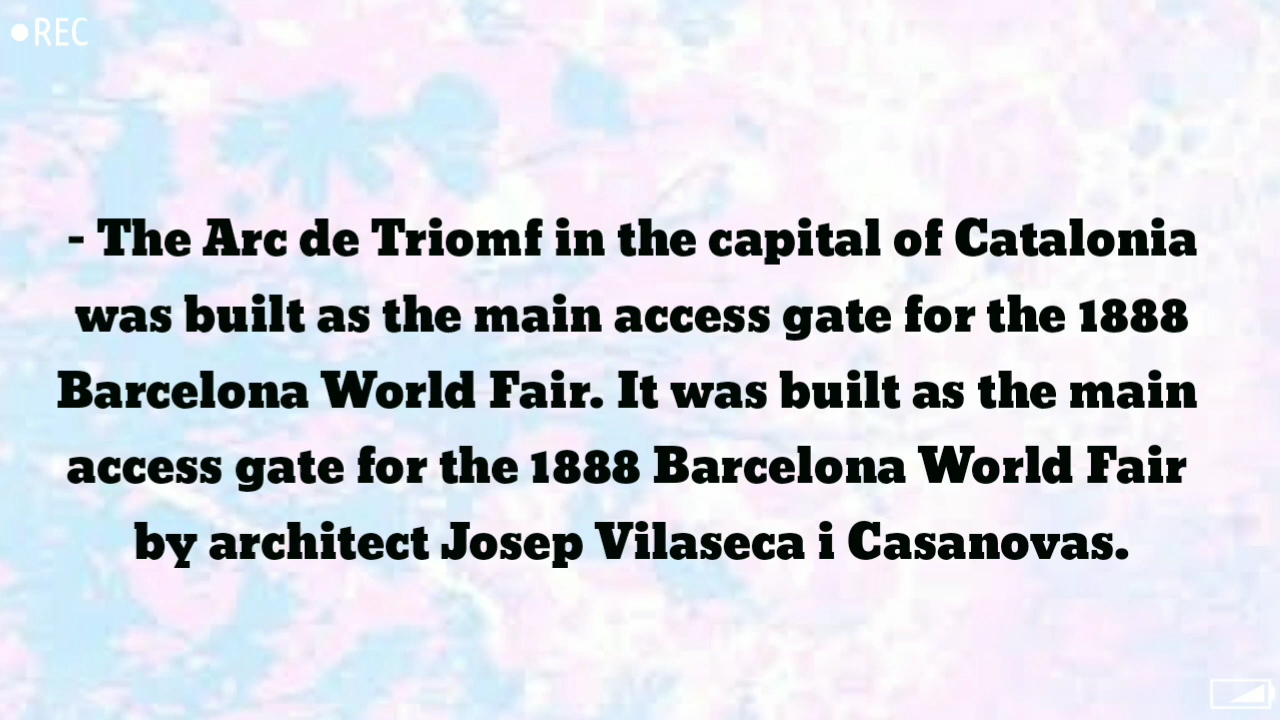 •REC
- The Arc de Triomf in the capital of Catalonia
was built as the main access gate for the 1888
Barcelona World Fair. It was built as the main
access gate for the 1888 Barcelona World Fair
by architect Josep Vilaseca i Casanovas.